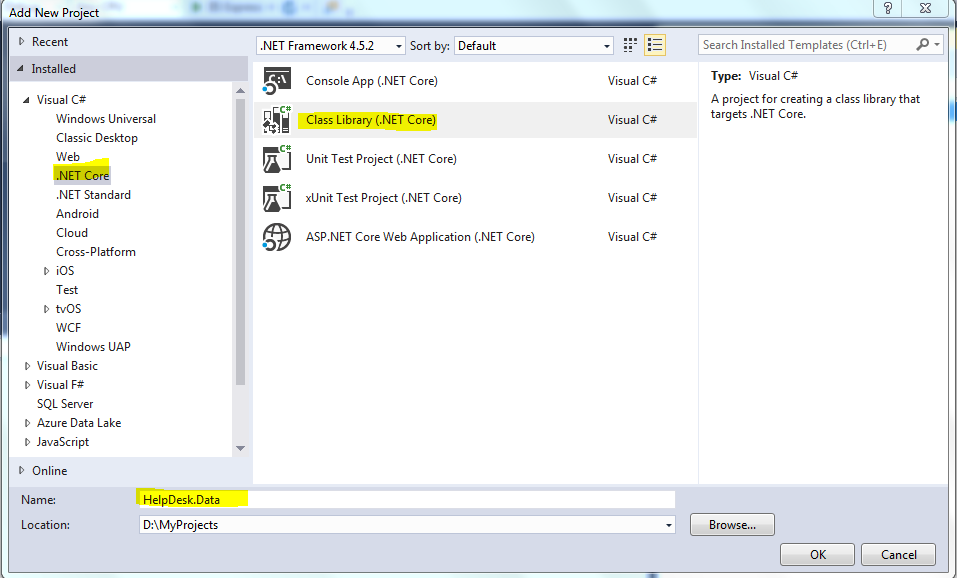 Add New Project
?
Recent
Installed
.NET Framework 4.5.2
Sort by:
Default
Search Installed Templates (Ctrl+E)
Visual C#
Windows Universal
Classic Desktop
Web
.NET Core
.NET Standard
Android
Cloud
Cross-Platform
iOS
Test
tvOS
WCF
Windows UAP
Visual Basic
Visual F#
SQL Server
Azure Data Lake
JavaScript
Online
Console App (.NET Core) Visual C#
Class Library (.NET Core) Visual C#
Unit Test Project (.NET Core) Visual C#
xUnit Test Project (.NET Core) Visual C#
ASP.NET Core Web Application (.NET Core) Visual C#
Type: Visual C#
A project for creating a class library that
targets .NET Core.
Name: HelpDesk.Data
Location: D:\MyProjects
Browse...
OK
Cancel